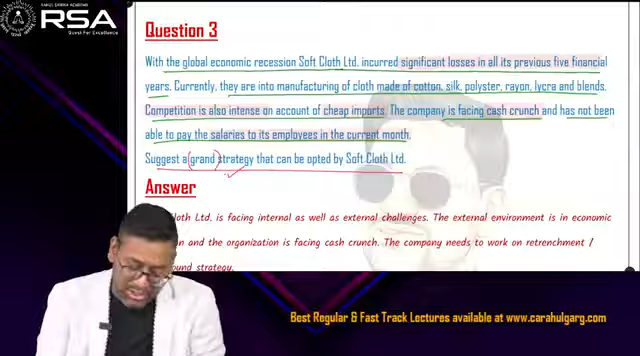 RAHUL SHARMA ACADEMY
RSA
Quest For Excellence
Question 3
With the global economic recession Soft Cloth Ltd. incurred significant losses in all its previous five financial
years. Currently, they are into manufacturing of cloth made of cotton, silk, polyster, rayon, lycra and blends.
Competition is also intense on account of cheap imports. The company is facing cash crunch and has not been
able to pay the salaries to its employees in the current month.
Suggest a (grand) strategy that can be opted by Soft Cloth Ltd.
Answer
Cloth Ltd. is facing internal as well as external challenges. The external environment is in economic
and the organization is facing cash crunch. The company needs to work on retrenchment /
strategy.
Best Regular & Fast Track Lectures available at www.carahulgarg.com